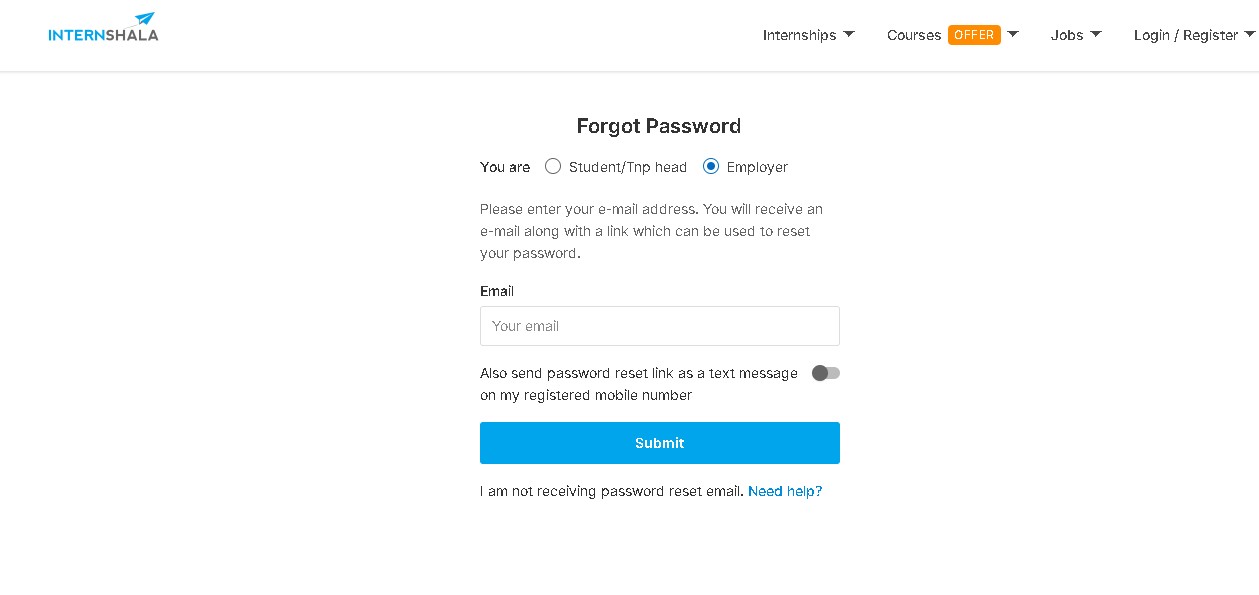 INTERNSHALA
Internships Courses OFFER Jobs Login / Register
Forgot Password
You are Student/Tnp head Employer
Please enter your e-mail address. You will receive an
e-mail along with a link which can be used to reset
your password.
Email
Your email
Also send password reset link as a text message
on my registered mobile number
Submit
I am not receiving password reset email. Need help?